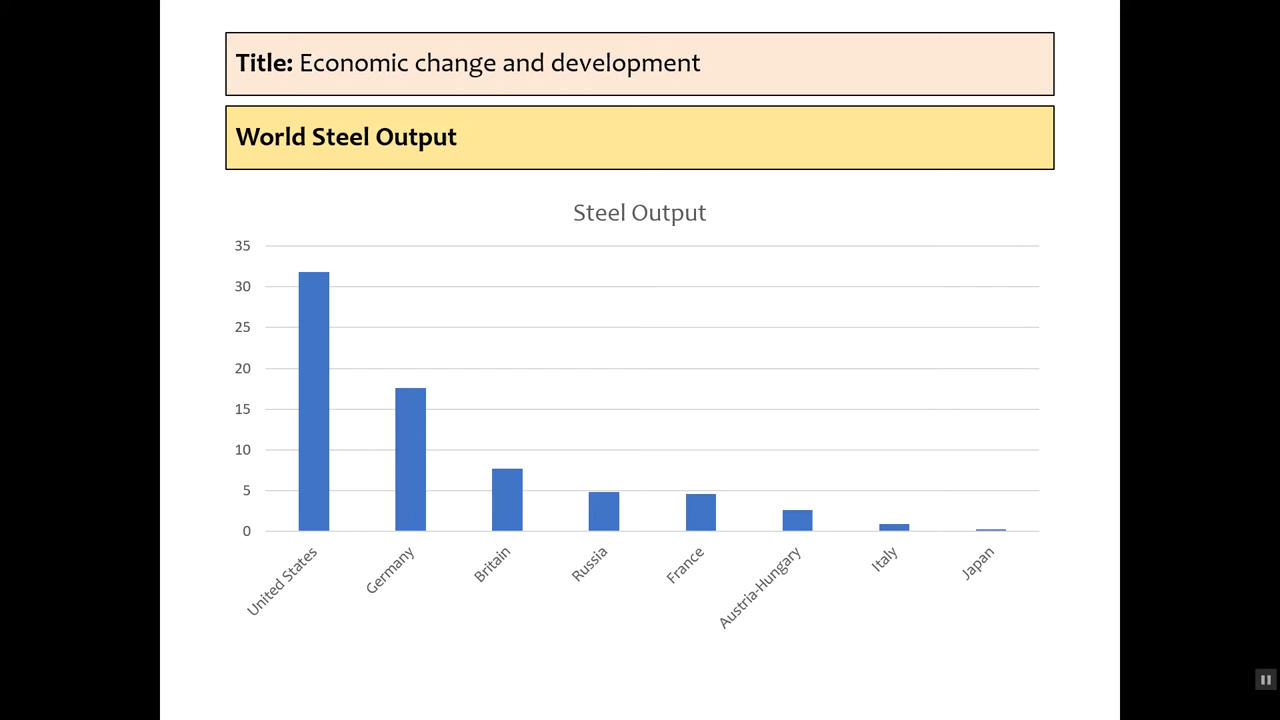 Title: Economic change and development
World Steel Output
Steel Output
35
30
25
20
15
10
5
0
United States
Germany
Britain
Russia
France
Austria-Hungary
Italy
Japan